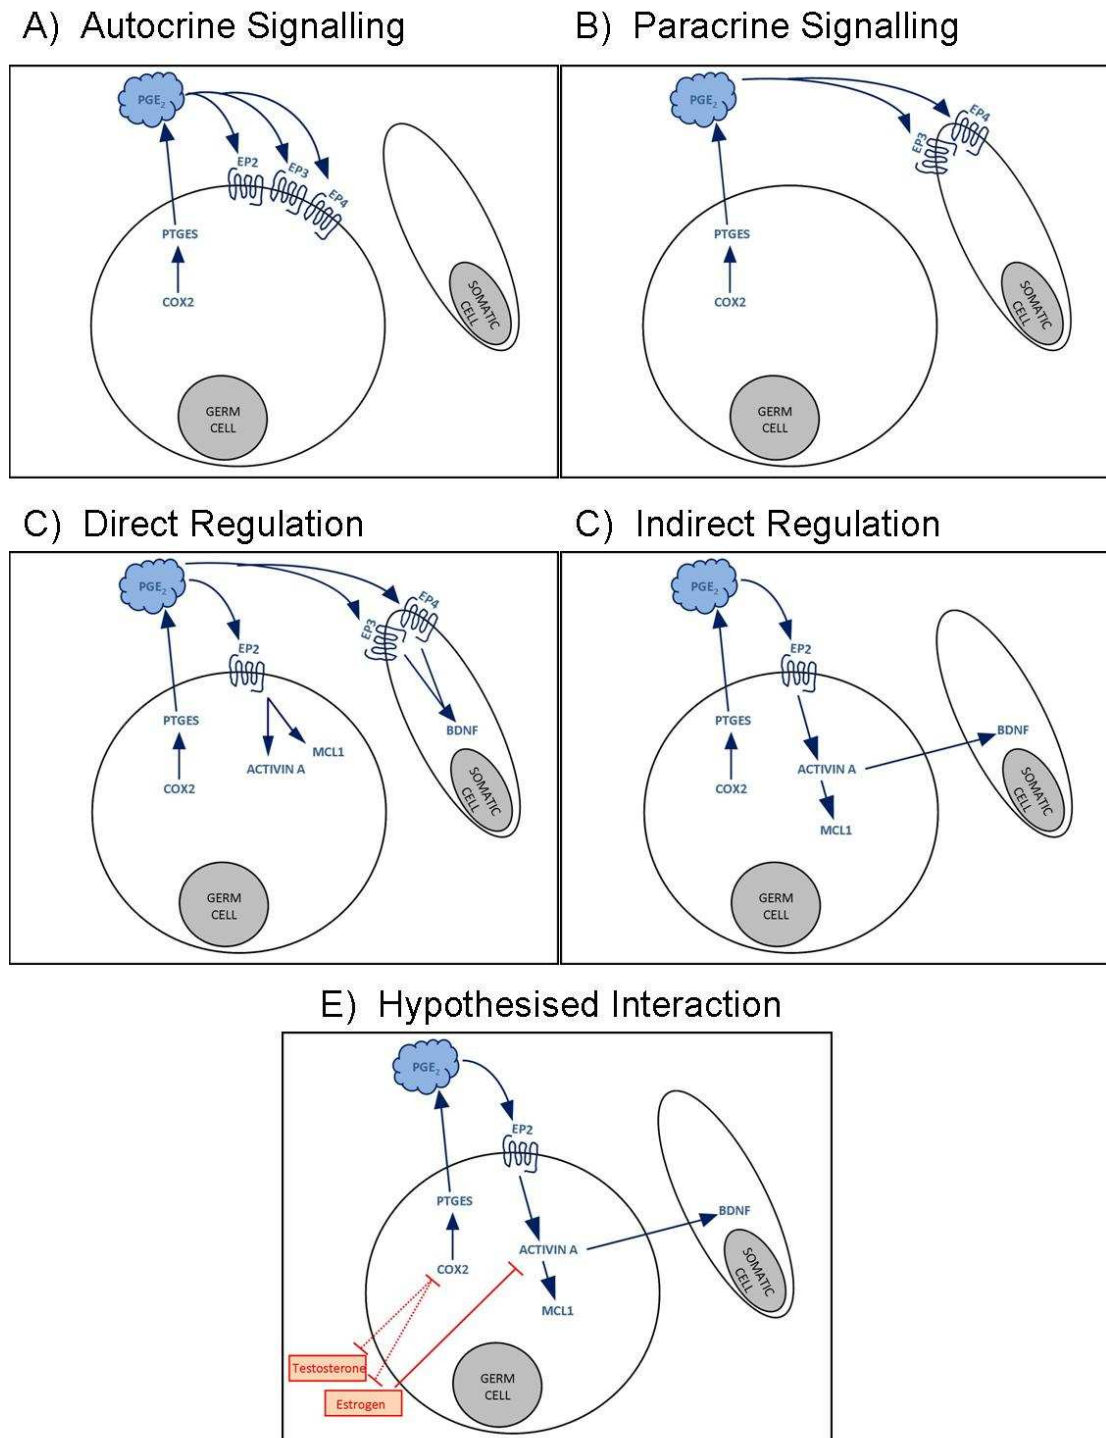 A) Autocrine Signalling
PGE₂
EP2
EP3
EP4
PTGES
COX2
SOMATIC
CELL
GERM
CELL
B) Paracrine Signalling
PGE₂
EP4
EP3
PTGES
COX2
SOMATIC
CELL
GERM
CELL
C) Direct Regulation
PGE₂
EP4
EP3
EP2
PTGES
MCL1
BDNF
ACTIVIN A
COX2
SOMATIC
CELL
GERM
CELL
C) Indirect Regulation
PGE₂
EP2
PTGES
BDNF
ACTIVIN A
COX2
MCL1
SOMATIC
CELL
GERM
CELL
E) Hypothesised Interaction
PGE₂
EP2
PTGES
BDNF
ACTIVIN A
COX2
MCL1
SOMATIC
CELL
Testosterone
Estrogen
GERM
CELL